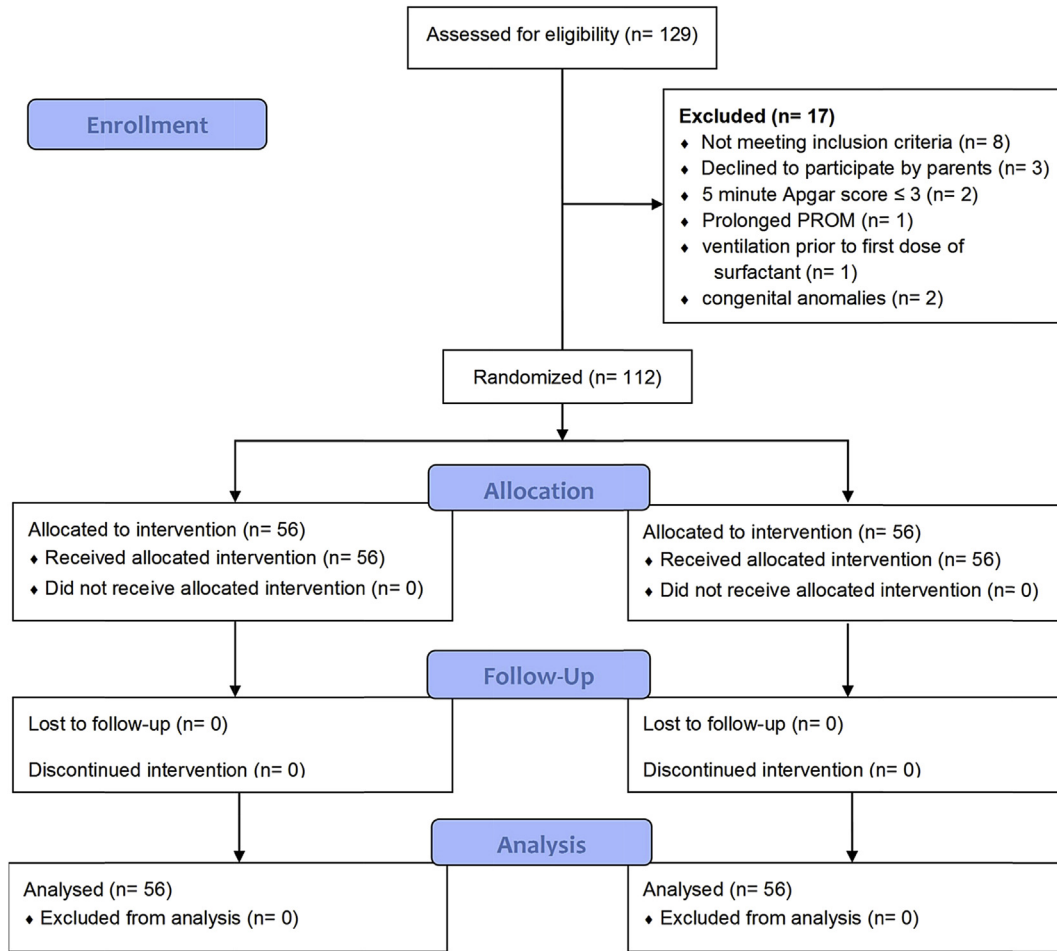 Assessed for eligibility (n= 129)
Enrollment
Excluded (n= 17)
♦ Not meeting inclusion criteria (n= 8)
♦ Declined to participate by parents (n= 3)
♦ 5 minute Apgar score ≤ 3 (n= 2)
♦ Prolonged PROM (n= 1)
♦ ventilation prior to first dose of
surfactant (n= 1)
♦ congenital anomalies (n= 2)
Randomized (n= 112)
Allocation
Allocated to intervention (n= 56)
♦ Received allocated intervention (n= 56)
♦ Did not receive allocated intervention (n= 0)
Allocated to intervention (n= 56)
♦ Received allocated intervention (n= 56)
♦ Did not receive allocated intervention (n= 0)
Follow-Up
Lost to follow-up (n= 0)
Discontinued intervention (n= 0)
Lost to follow-up (n= 0)
Discontinued intervention (n= 0)
Analysis
Analysed (n= 56)
♦ Excluded from analysis (n= 0)
Analysed (n= 56)
♦ Excluded from analysis (n= 0)